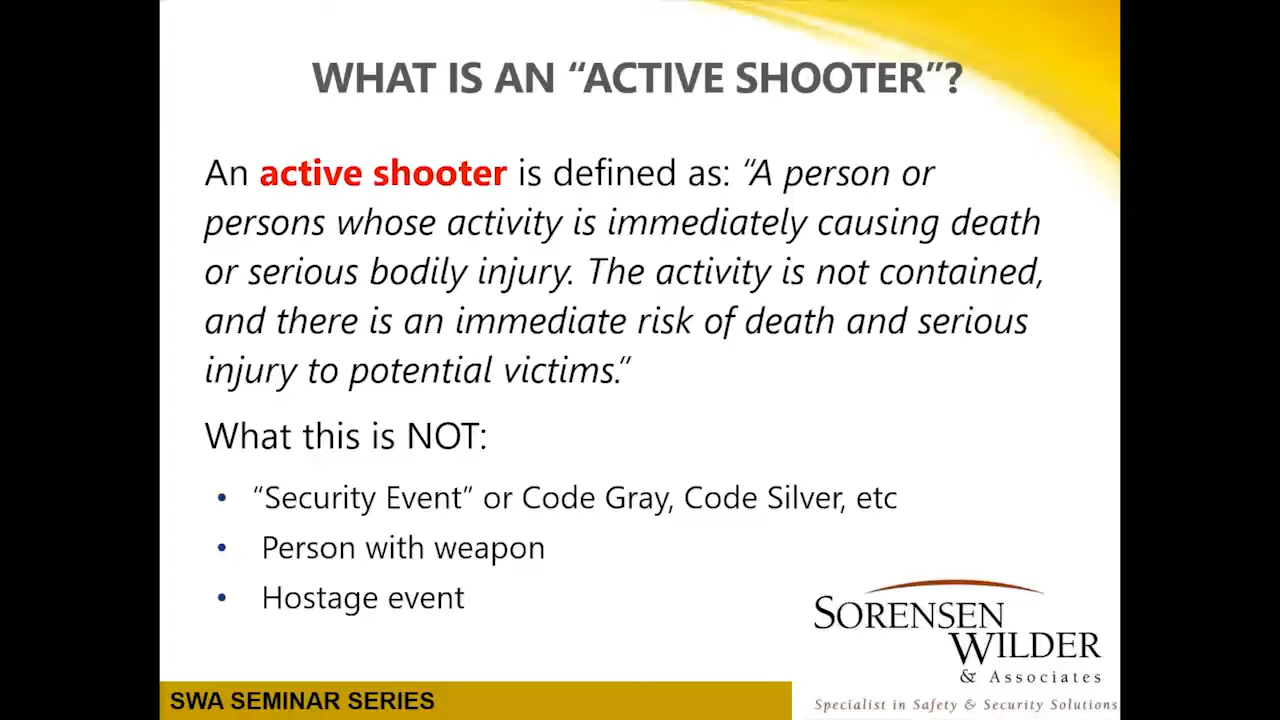 WHAT IS AN “ACTIVE SHOOTER”?
An active shooter is defined as: “A person or
persons whose activity is immediately causing death
or serious bodily injury. The activity is not contained,
and there is an immediate risk of death and serious
injury to potential victims.”
What this is NOT:
• “Security Event” or Code Gray, Code Silver, etc
• Person with weapon
• Hostage event
SORENSEN
WILDER
& Associates
Specialist in Safety & Security Solutions
SWA SEMINAR SERIES